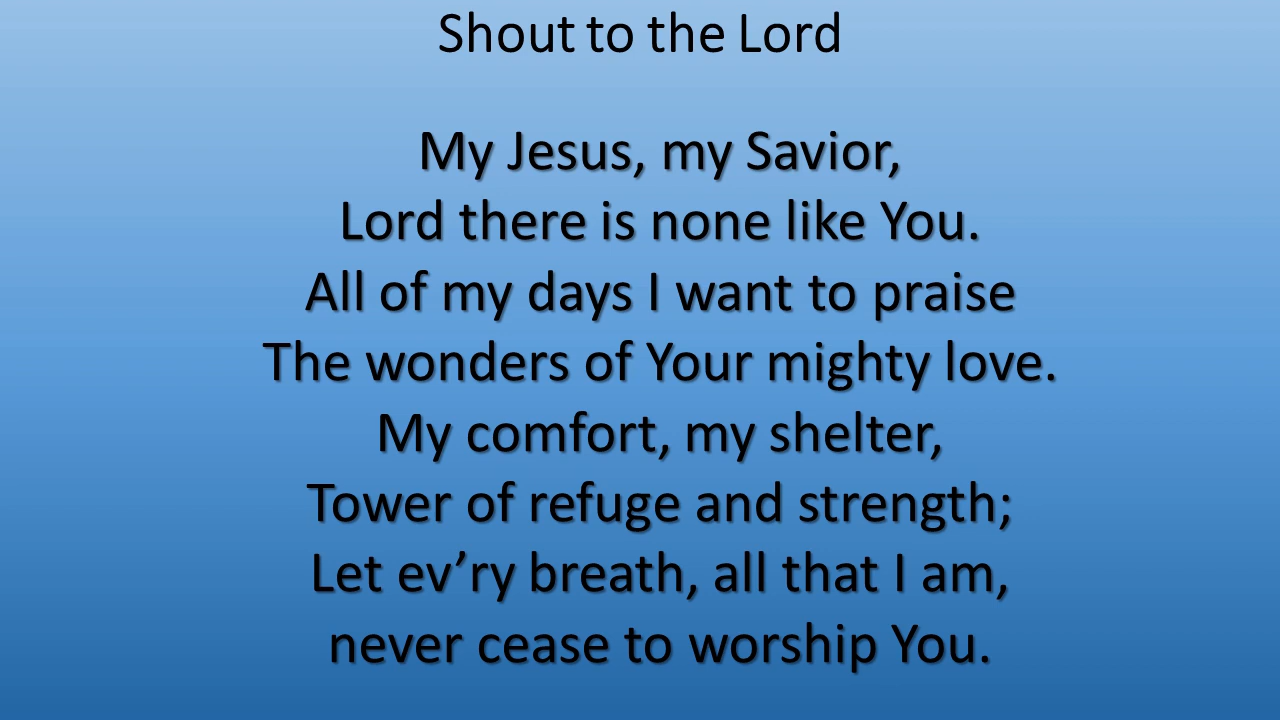 Shout to the Lord
My Jesus, my Savior,
Lord there is none like You.
All of my days I want to praise
The wonders of Your mighty love.
My comfort, my shelter,
Tower of refuge and strength;
Let ev’ry breath, all that I am,
never cease to worship You.